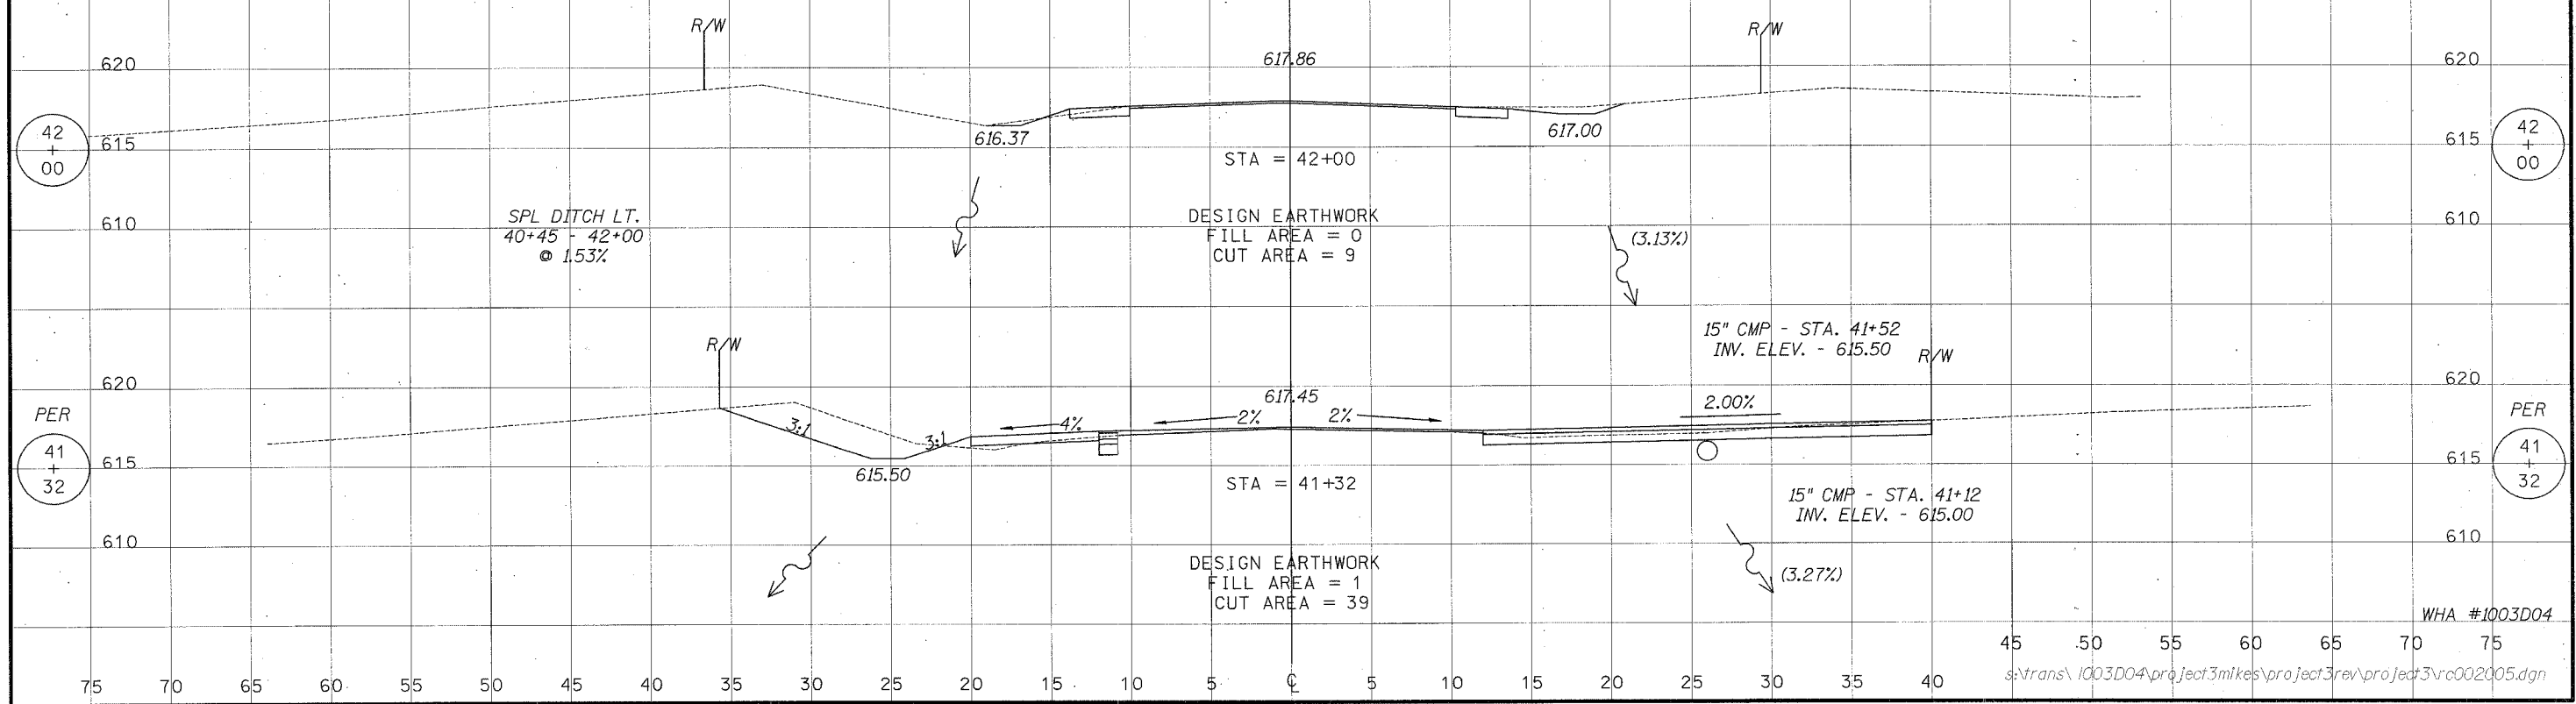 R/W
R/W
617.86
620
620
42
+
00
615
616.37
617.00
615
42
+
00
STA = 42+00
610
SPL DITCH LT.
40+45 - 42+00
@ 1.53%
DESIGN EARTHWORK
FILL AREA = 0
CUT AREA = 9
(3.13%)
610
15" CMP - STA. 41+52
INV. ELEV. - 615.50
R/W
R/W
620
617.45
620
PER
41
+
32
3:1
3:1
4%
2%
2%
2.00%
PER
41
+
32
615
615.50
615
STA = 41+32
15" CMP - STA. 41+12
INV. ELEV. - 615.00
610
610
DESIGN EARTHWORK
FILL AREA = 1
CUT AREA = 39
(3.27%)
WHA #1003D04
45 50 55 60 65 70 75
s:\trans\1003D04\project3mikes\project3rev\project3\rc002005.dgn
75 70 65 60 55 50 45 40 35 30 25 20 15 10 5 ℄ 5 10 15 20 25 30 35 40